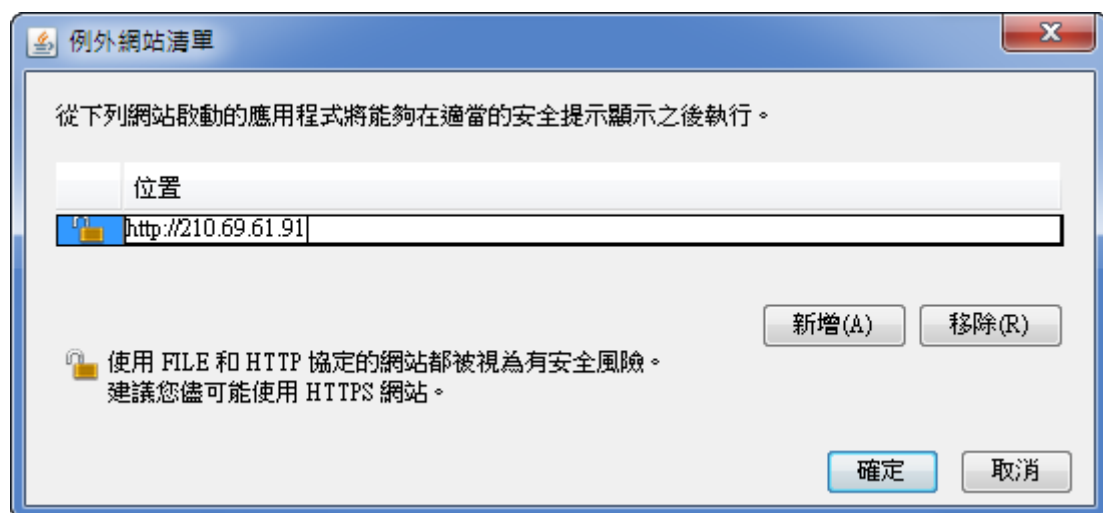 例外網站清單
從下列網站啟動的應用程式將能夠在適當的安全提示顯示之後執行。
位置
http://210.69.61.91
新增(A) 移除(R)
使用 FILE 和 HTTP 協定的網站都被視為有安全風險。
建議您儘可能使用 HTTPS 網站。
確定 取消